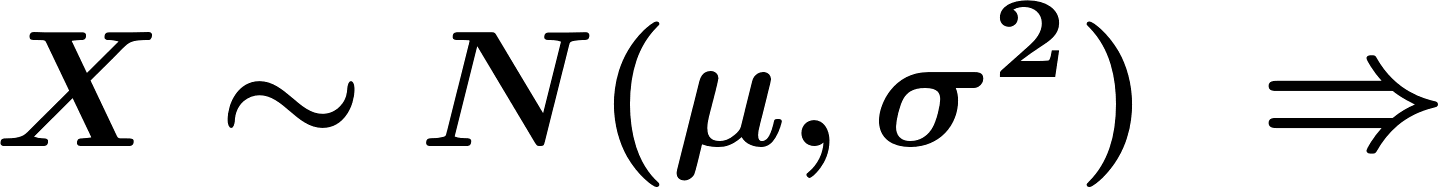 X ∼ N(μ, σ²) ⇒